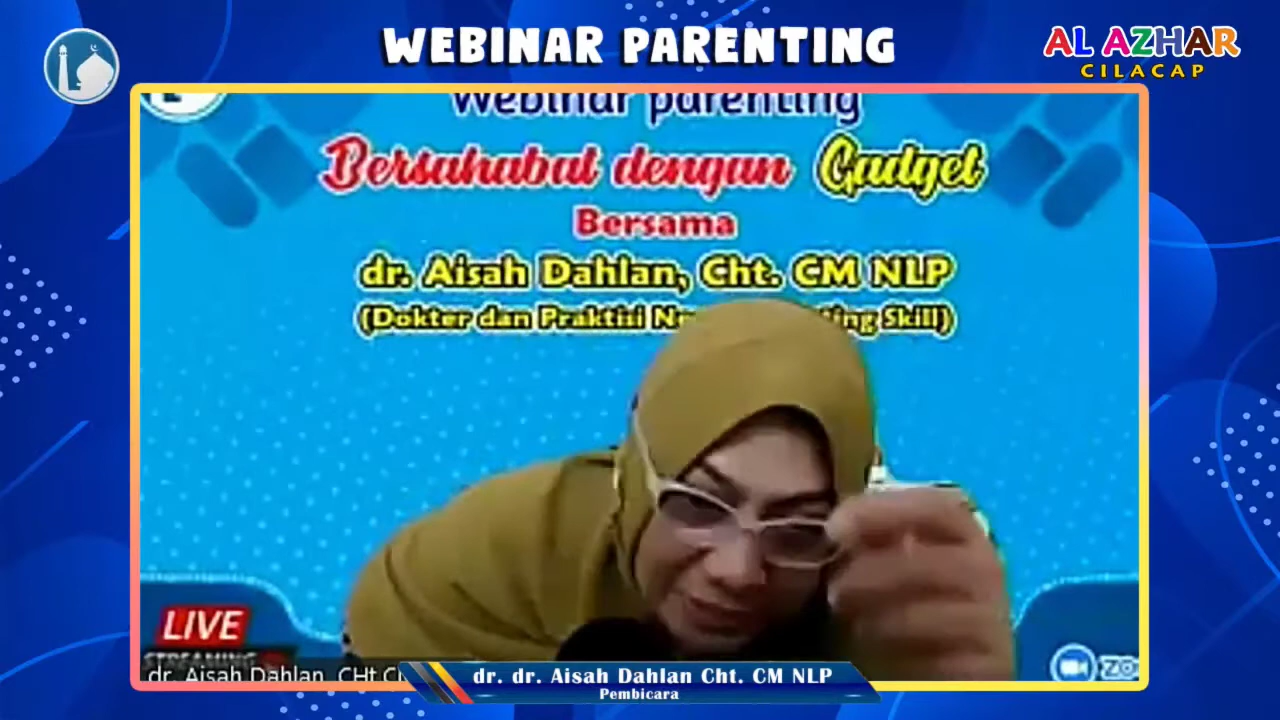 WEBINAR PARENTING
AL AZHAR
CILACAP
Webinar parenting
Bersahabat dengan Gadget
Bersama
dr. Aisah Dahlan, Cht. CM NLP
(Dokter dan Praktisi ing Skill)
LIVE
STREAMING
dr. Aisah Dahlan, CHt
dr. dr. Aisah Dahlan Cht. CM NLP
Pembicara